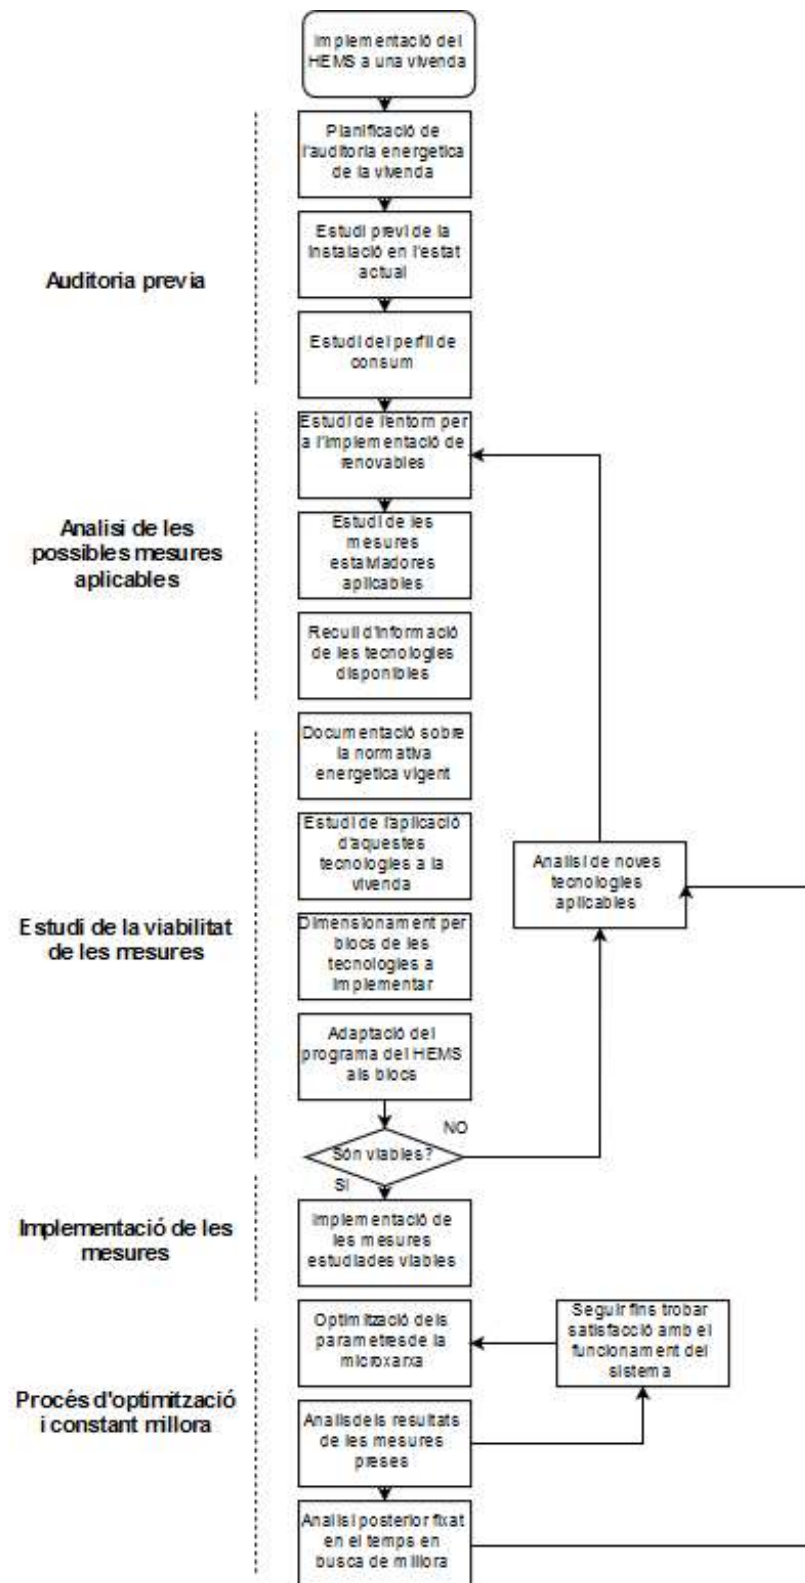 Implementació del
HEMS a una vivenda
Planificació de
l'auditoria energetica
de la vivenda
Estudi previ de la
instalació en l'estat
actual
Auditoria previa
Estudi del perfil de
consum
Estudi de l'entorn per
a l'implementació de
renovables
Analisi de les
possibles mesures
aplicables
Estudi de les
mesures
estalviadores
aplicables
Recull d'informació
de les tecnologies
disponibles
Documentació sobre
la normativa
energetica vigent
Estudi de l'aplicació
d'aquestes
tecnologies a la
vivenda
Analisi de noves
tecnologies
aplicables
Estudi de la viabilitat
de les mesures
Dimensionament per
blocs de les
tecnologies a
implementar
Adaptació del
programa del HEMS
als blocs
NO
Són viables?
SI
Implementació de les
mesures
Implementació de
les mesures
estudiades viables
Optimització dels
parametres de la
microxarxa
Seguir fins trobar
satisfacció amb el
funcionament del
sistema
Procés d'optimització
i constant millora
Analisdels resultats
de les mesures
preses
Analisi posterior fixat
en el temps en
busca de millora